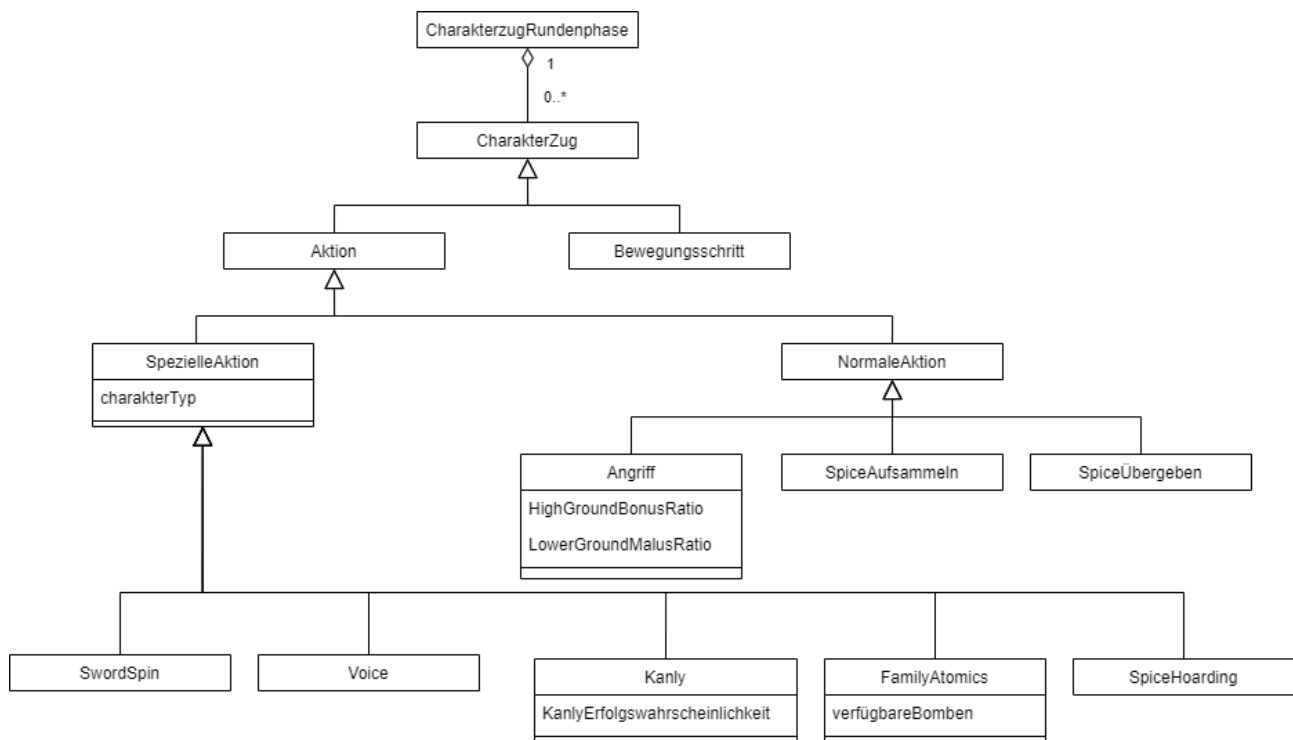 CharakterzugRundenphase
1
0..*
CharakterZug
Aktion
Bewegungsschritt
SpezielleAktion
charakterTyp
NormaleAktion
Angriff
HighGroundBonusRatio
LowerGroundMalusRatio
SpiceAufsammeln
SpiceÜbergeben
SwordSpin
Voice
Kanly
KanlyErfolgswahrscheinlichkeit
FamilyAtomics
verfügbareBomben
SpiceHoarding